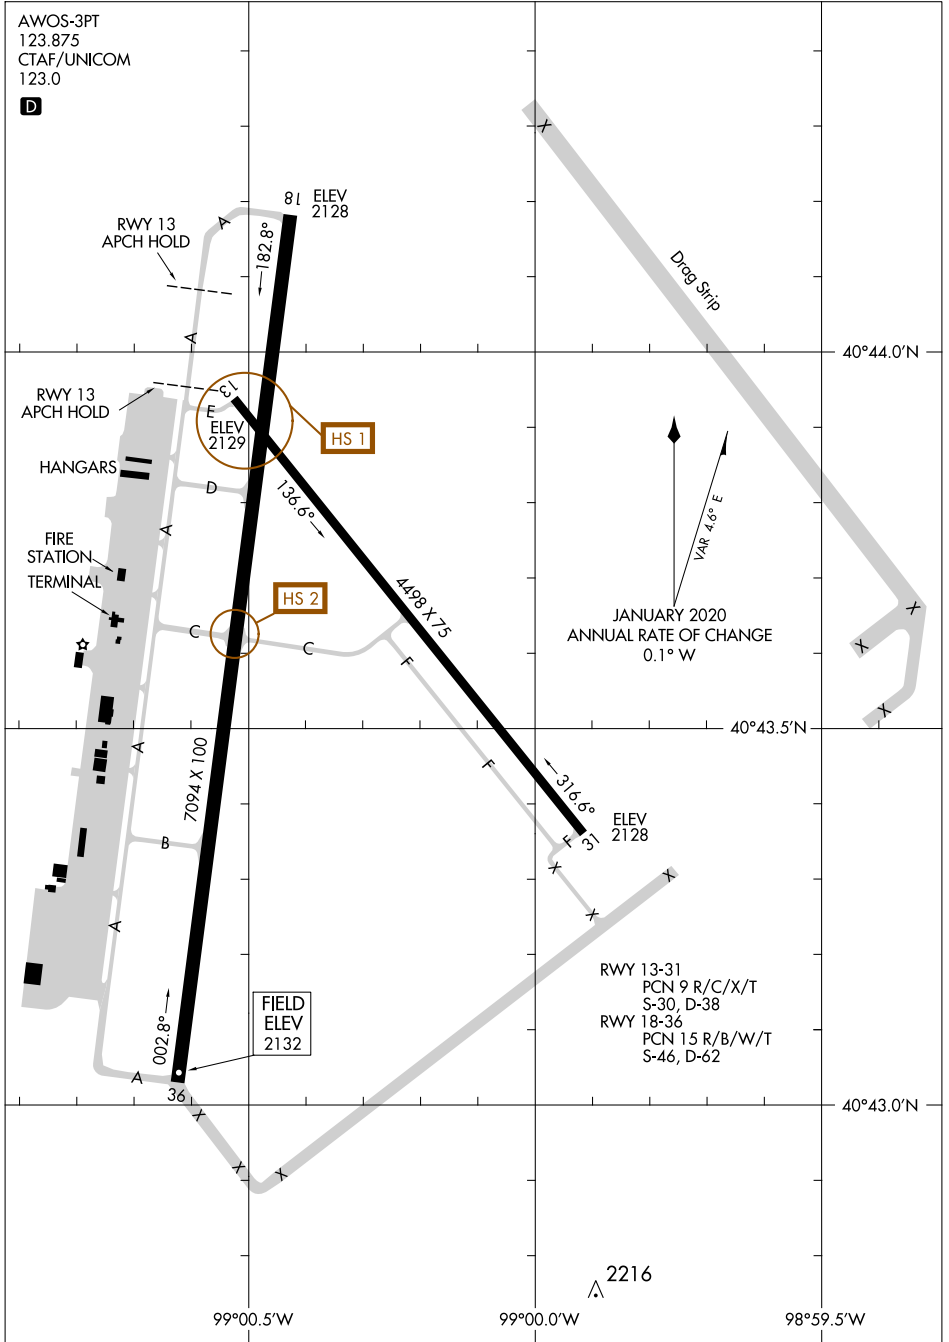 AWOS-3PT
123.875
CTAF/UNICOM
123.0
D
18
ELEV
2128
A
RWY 13
APCH HOLD
182.8°
X
Drag Strip
A
40°44.0'N
RWY 13
APCH HOLD
13
E
ELEV
2129
HS 1
HANGARS
D
136.6°
A
VAR 4.6° E
FIRE
STATION
TERMINAL
HS 2
4498 X 75
JANUARY 2020
ANNUAL RATE OF CHANGE
0.1° W
X
X
C
C
F
X
40°43.5'N
A
7094 X 100
F
316.6°
ELEV
2128
31
F
B
X
X
X
A
RWY 13-31
PCN 9 R/C/X/T
S-30, D-38
RWY 18-36
PCN 15 R/B/W/T
S-46, D-62
002.8°
FIELD
ELEV
2132
A
36
X
40°43.0'N
X
X
2216
99°00.5'W
99°00.0'W
98°59.5'W